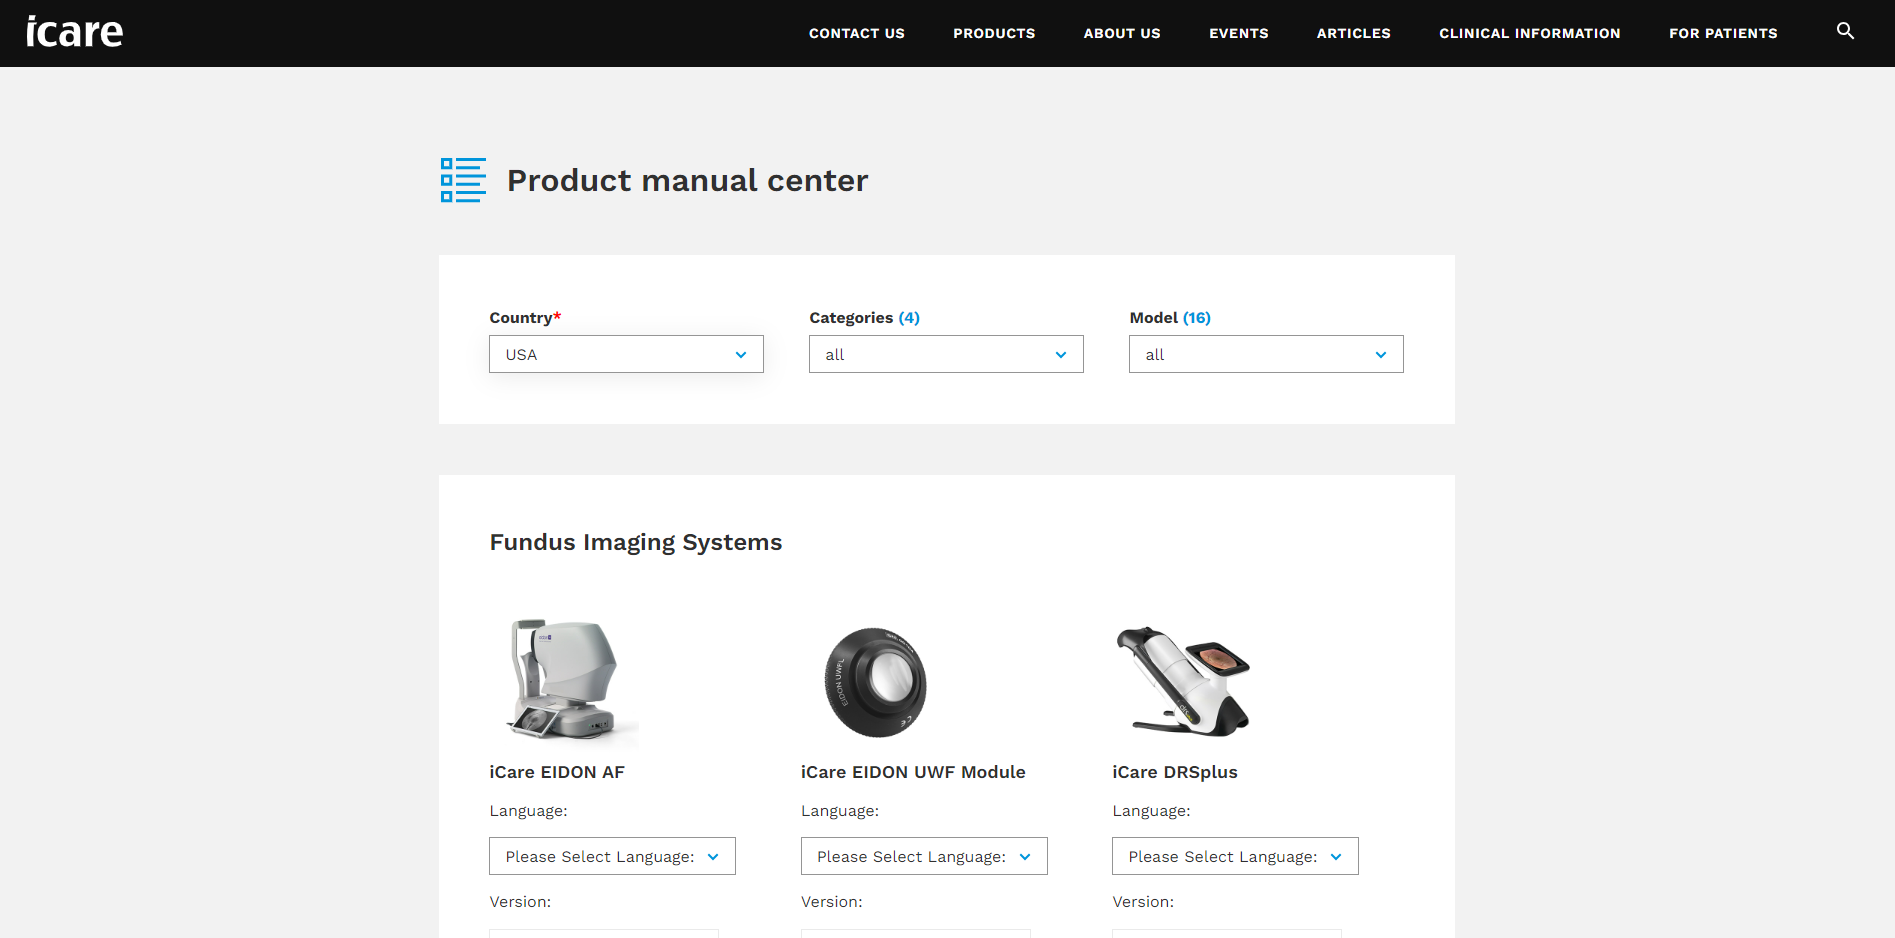 icare
CONTACT US PRODUCTS ABOUT US EVENTS ARTICLES CLINICAL INFORMATION FOR PATIENTS
Product manual center
Country* Categories (4) Model (16)
USA all all
Fundus Imaging Systems
EIDON UWFL
iCare EIDON AF iCare EIDON UWF Module iCare DRSplus
Language: Language: Language:
Please Select Language: Please Select Language: Please Select Language:
Version: Version: Version: